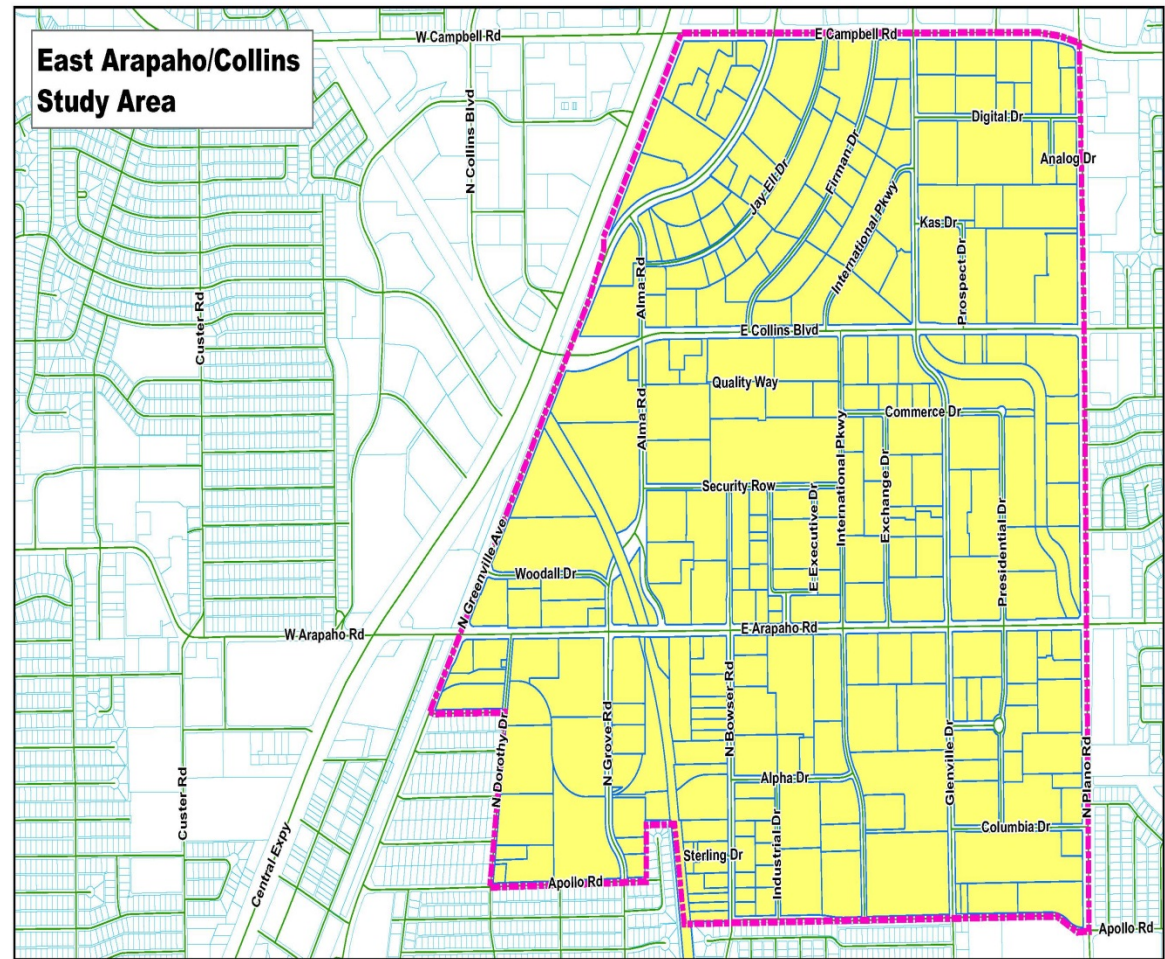 East Arapaho/Collins
Study Area
W Campbell Rd
E Campbell Rd
N Collins Blvd
Digital Dr
Analog Dr
Jay Ell Dr
Firman Dr
International Pkwy
Kas Dr
Prospect Dr
Alma Rd
Custer Rd
E Collins Blvd
Quality Way
Alma Rd
Commerce Dr
International Pkwy
Exchange Dr
Security Row
E Executive Dr
Presidential Dr
N Greenville Ave
Woodall Dr
W Arapaho Rd
E Arapaho Rd
N Dorothy Dr
N Grove Rd
N Bowser Rd
Glenville Dr
N Plano Rd
Alpha Dr
Industrial Dr
Custer Rd
Central Expy
Columbia Dr
Sterling Dr
Apollo Rd
Apollo Rd